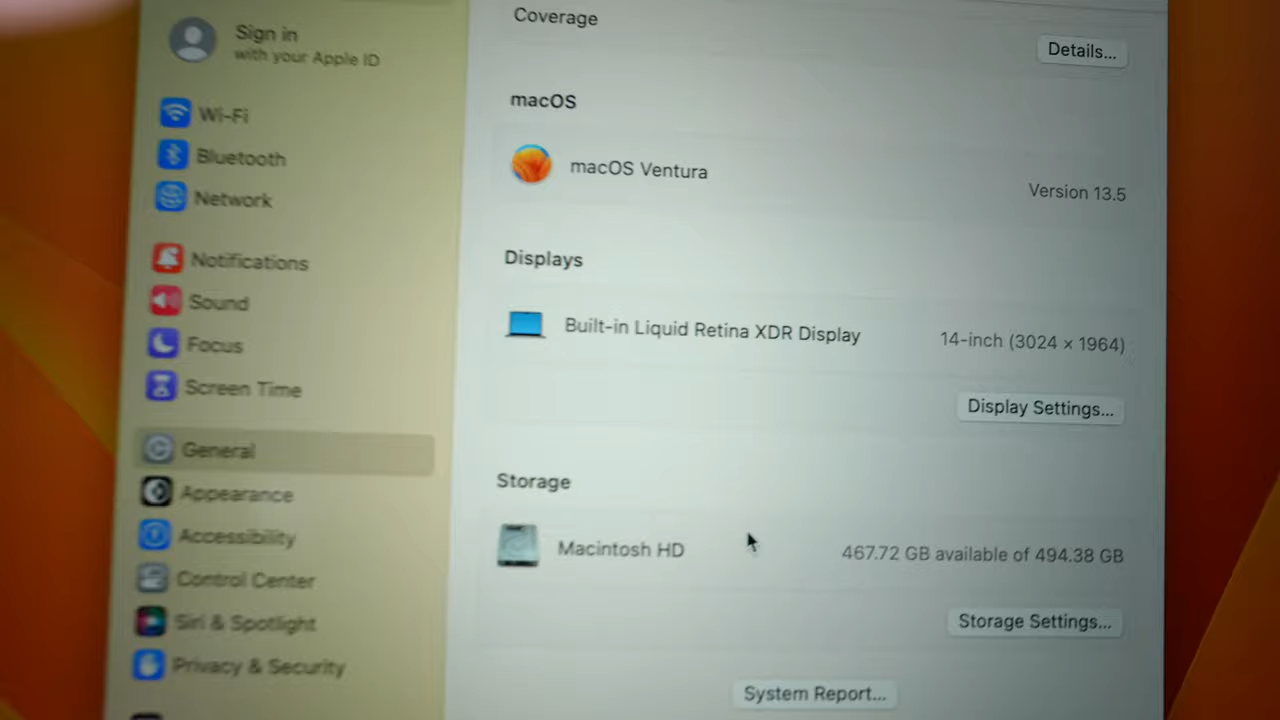 Sign in
with your Apple ID
Wi-Fi
Bluetooth
Network
Notifications
Sound
Focus
Screen Time
General
Appearance
Accessibility
Control Center
Siri & Spotlight
Privacy & Security
Coverage
Details...
macOS
macOS Ventura
Version 13.5
Displays
Built-in Liquid Retina XDR Display
14-inch (3024 × 1964)
Display Settings...
Storage
Macintosh HD
467.72 GB available of 494.38 GB
Storage Settings...
System Report...